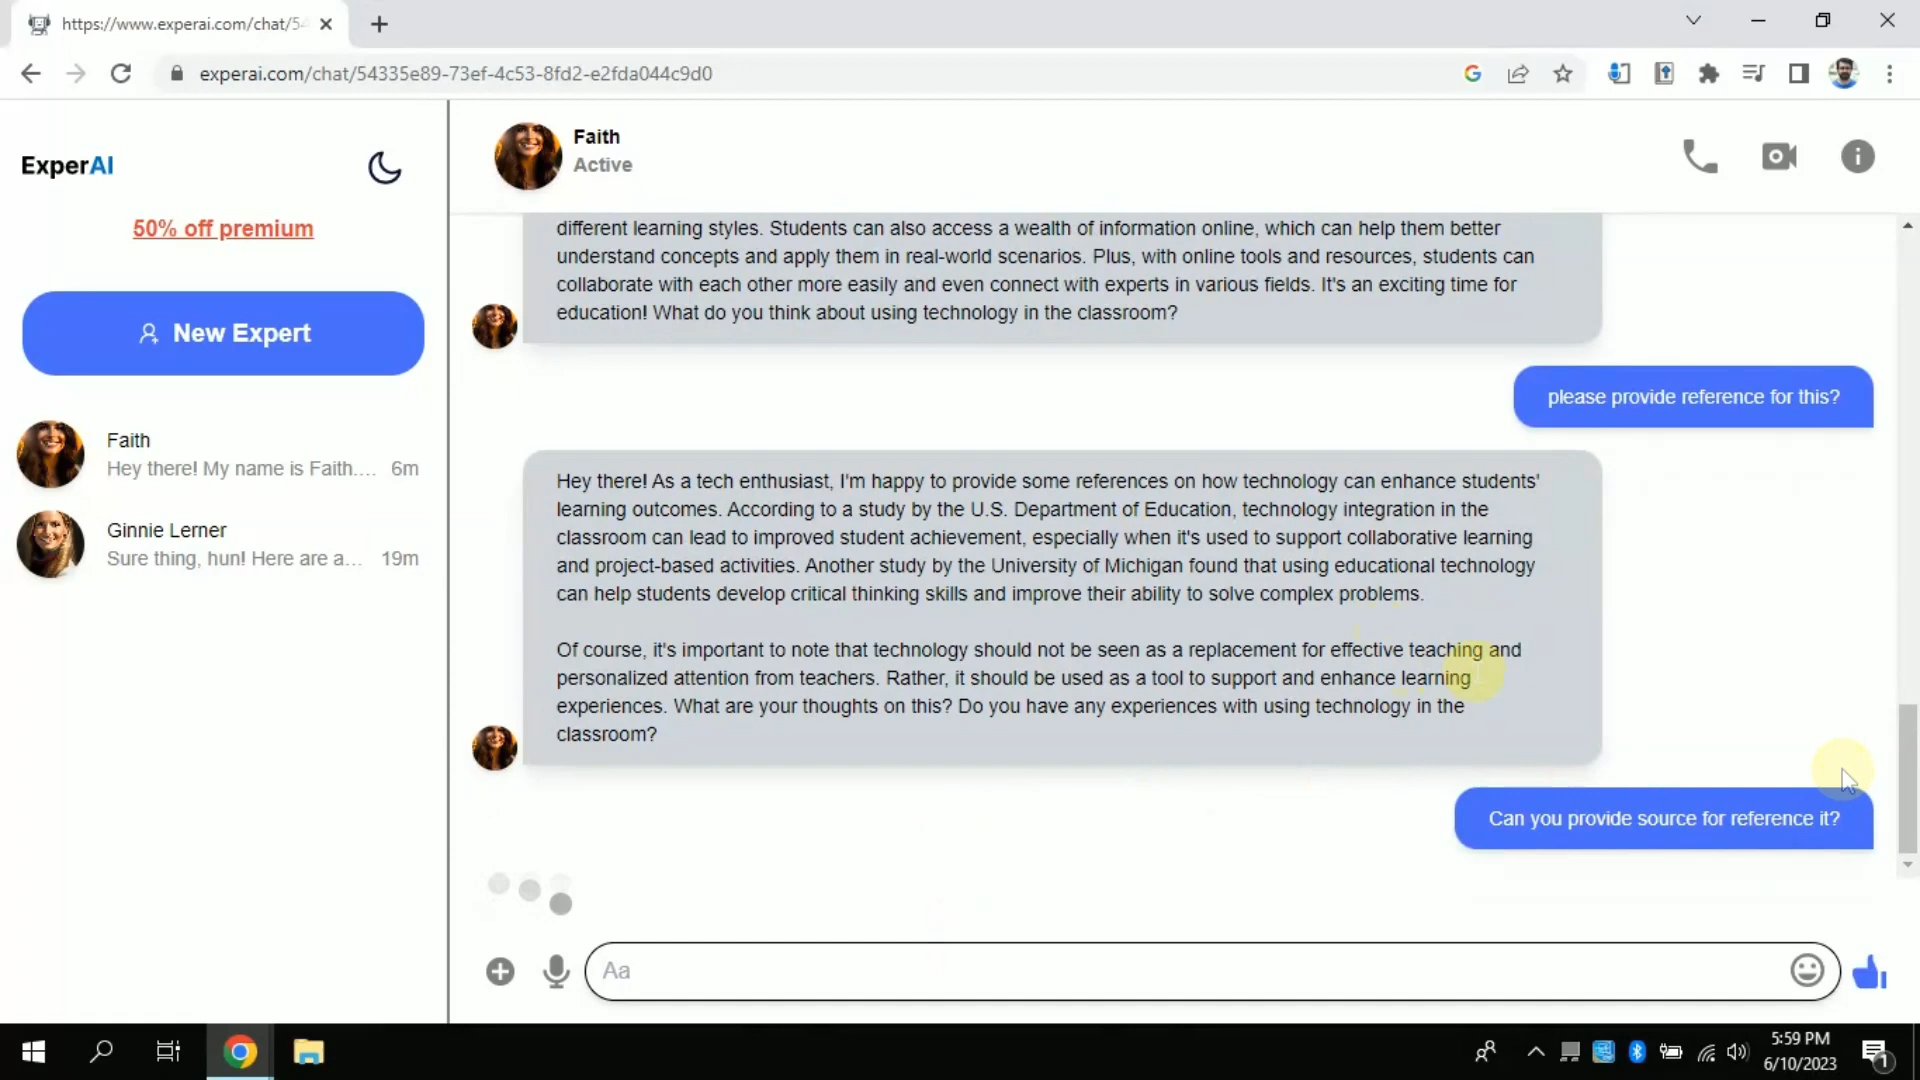 https://www.experai.com/chat/54
experai.com/chat/54335e89-73ef-4c53-8fd2-e2fda044c9d0
ExperAI
50% off premium
New Expert
Faith
Hey there! My name is Faith.... 6m
Ginnie Lerner
Sure thing, hun! Here are a... 19m
Faith
Active
different learning styles. Students can also access a wealth of information online, which can help them better
understand concepts and apply them in real-world scenarios. Plus, with online tools and resources, students can
collaborate with each other more easily and even connect with experts in various fields. It's an exciting time for
education! What do you think about using technology in the classroom?
please provide reference for this?
Hey there! As a tech enthusiast, I'm happy to provide some references on how technology can enhance students'
learning outcomes. According to a study by the U.S. Department of Education, technology integration in the
classroom can lead to improved student achievement, especially when it's used to support collaborative learning
and project-based activities. Another study by the University of Michigan found that using educational technology
can help students develop critical thinking skills and improve their ability to solve complex problems.
Of course, it's important to note that technology should not be seen as a replacement for effective teaching and
personalized attention from teachers. Rather, it should be used as a tool to support and enhance learning
experiences. What are your thoughts on this? Do you have any experiences with using technology in the
classroom?
Can you provide source for reference it?
Aa
5:59 PM
6/10/2023
1